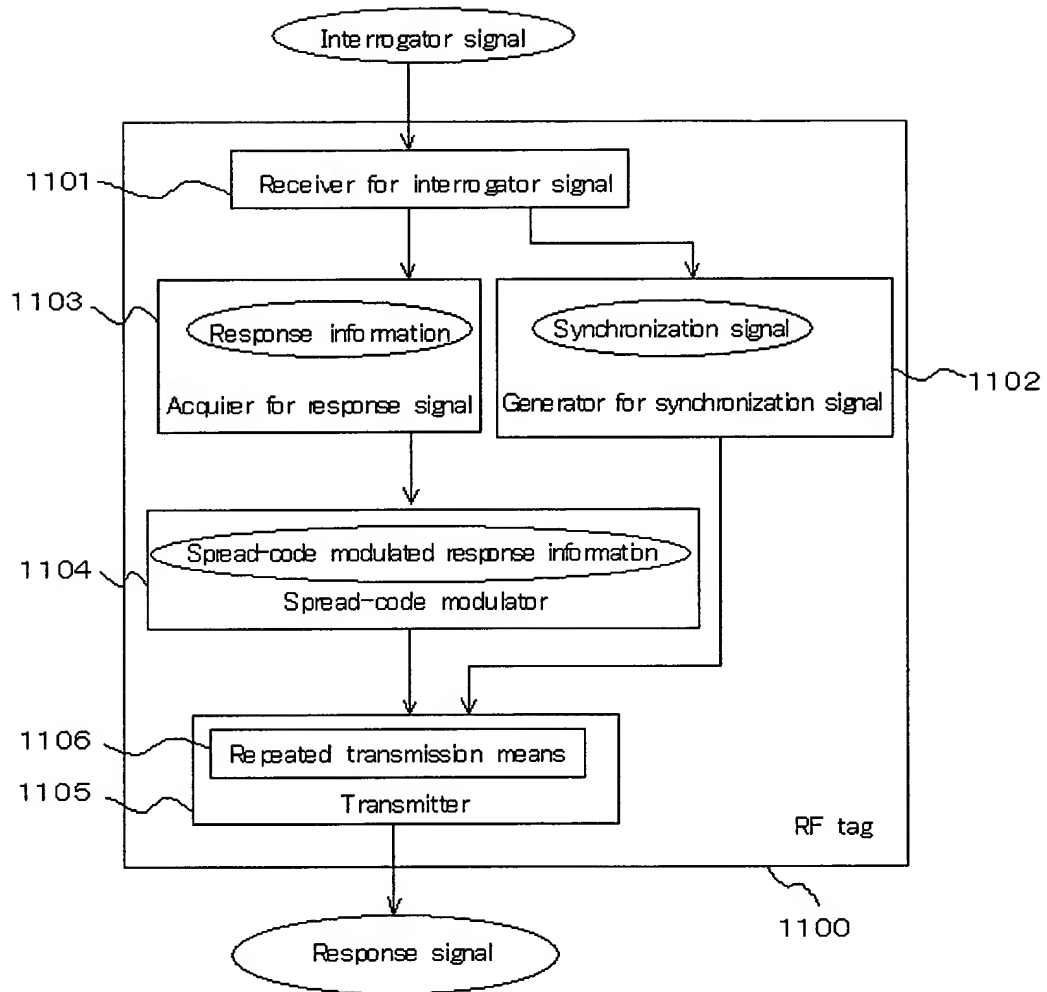 Interrogator signal
1101
Receiver for interrogator signal
1103
Response information
Synchronization signal
Acquirer for response signal
Generator for synchronization signal
1102
Spread-code modulated response information
1104
Spread-code modulator
1106
Repeated transmission means
1105
Transmitter
RF tag
1100
Response signal